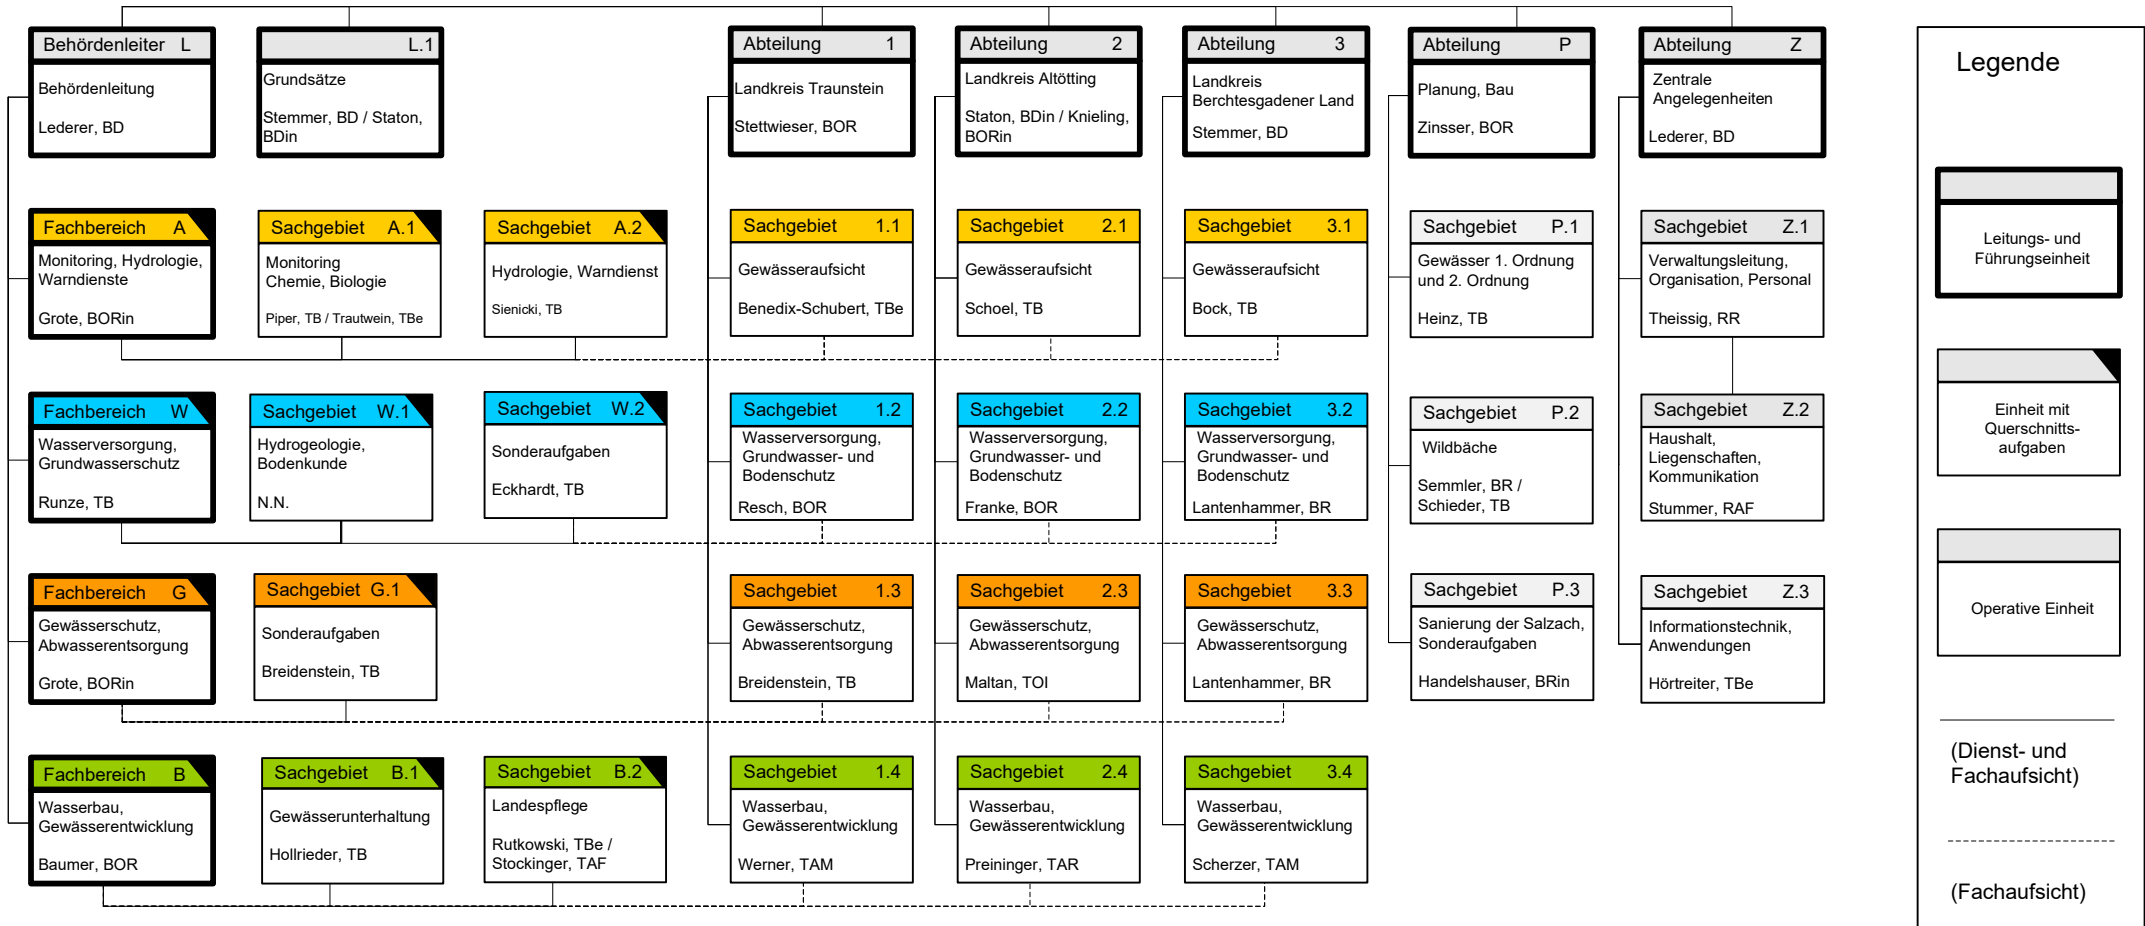 Behördenleiter L
Behördenleitung
Lederer, BD
L.1
Grundsätze
Stemmer, BD / Staton,
BDin
Abteilung 1
Landkreis Traunstein
Stettwieser, BOR
Abteilung 2
Landkreis Altötting
Staton, BDin / Knieling,
BORin
Abteilung 3
Landkreis
Berchtesgadener Land
Stemmer, BD
Abteilung P
Planung, Bau
Zinsser, BOR
Abteilung Z
Zentrale
Angelegenheiten
Lederer, BD
Fachbereich A
Monitoring, Hydrologie,
Warndienste
Grote, BORin
Sachgebiet A.1
Monitoring
Chemie, Biologie
Piper, TB / Trautwein, TBe
Sachgebiet A.2
Hydrologie, Warndienst
Sienicki, TB
Sachgebiet 1.1
Gewässeraufsicht
Benedix-Schubert, TBe
Sachgebiet 2.1
Gewässeraufsicht
Schoel, TB
Sachgebiet 3.1
Gewässeraufsicht
Bock, TB
Sachgebiet P.1
Gewässer 1. Ordnung
und 2. Ordnung
Heinz, TB
Sachgebiet Z.1
Verwaltungsleitung,
Organisation, Personal
Theissig, RR
Fachbereich W
Wasserversorgung,
Grundwasserschutz
Runze, TB
Sachgebiet W.1
Hydrogeologie,
Bodenkunde
N.N.
Sachgebiet W.2
Sonderaufgaben
Eckhardt, TB
Sachgebiet 1.2
Wasserversorgung,
Grundwasser- und
Bodenschutz
Resch, BOR
Sachgebiet 2.2
Wasserversorgung,
Grundwasser- und
Bodenschutz
Franke, BOR
Sachgebiet 3.2
Wasserversorgung,
Grundwasser- und
Bodenschutz
Lantenhammer, BR
Sachgebiet P.2
Wildbäche
Semmler, BR /
Schieder, TB
Sachgebiet Z.2
Haushalt,
Liegenschaften,
Kommunikation
Stummer, RAF
Fachbereich G
Gewässerschutz,
Abwasserentsorgung
Grote, BORin
Sachgebiet G.1
Sonderaufgaben
Breidenstein, TB
Sachgebiet 1.3
Gewässerschutz,
Abwasserentsorgung
Breidenstein, TB
Sachgebiet 2.3
Gewässerschutz,
Abwasserentsorgung
Maltan, TOI
Sachgebiet 3.3
Gewässerschutz,
Abwasserentsorgung
Lantenhammer, BR
Sachgebiet P.3
Sanierung der Salzach,
Sonderaufgaben
Handelshauser, BRin
Sachgebiet Z.3
Informationstechnik,
Anwendungen
Hörtreiter, TBe
Fachbereich B
Wasserbau,
Gewässerentwicklung
Baumer, BOR
Sachgebiet B.1
Gewässerunterhaltung
Hollrieder, TB
Sachgebiet B.2
Landespflege
Rutkowski, TBe /
Stockinger, TAF
Sachgebiet 1.4
Wasserbau,
Gewässerentwicklung
Werner, TAM
Sachgebiet 2.4
Wasserbau,
Gewässerentwicklung
Preininger, TAR
Sachgebiet 3.4
Wasserbau,
Gewässerentwicklung
Scherzer, TAM
Legende
Leitungs- und
Führungseinheit
Einheit mit
Querschnitts-
aufgaben
Operative Einheit
(Dienst- und
Fachaufsicht)
(Fachaufsicht)